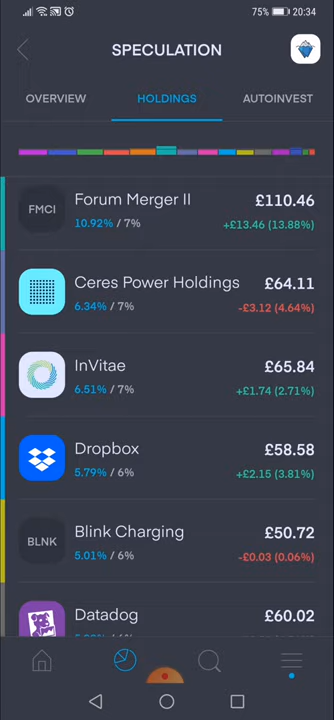 75% 20:34
SPECULATION
OVERVIEW HOLDINGS AUTOINVEST
FMCI Forum Merger II £110.46
10.92% / 7% +£13.46 (13.88%)
Ceres Power Holdings £64.11
6.34% / 7% -£3.12 (4.64%)
InVitae £65.84
6.51% / 7% +£1.74 (2.71%)
Dropbox £58.58
5.79% / 6% +£2.15 (3.81%)
BLNK Blink Charging £50.72
5.01% / 6% -£0.03 (0.06%)
Datadog £60.02